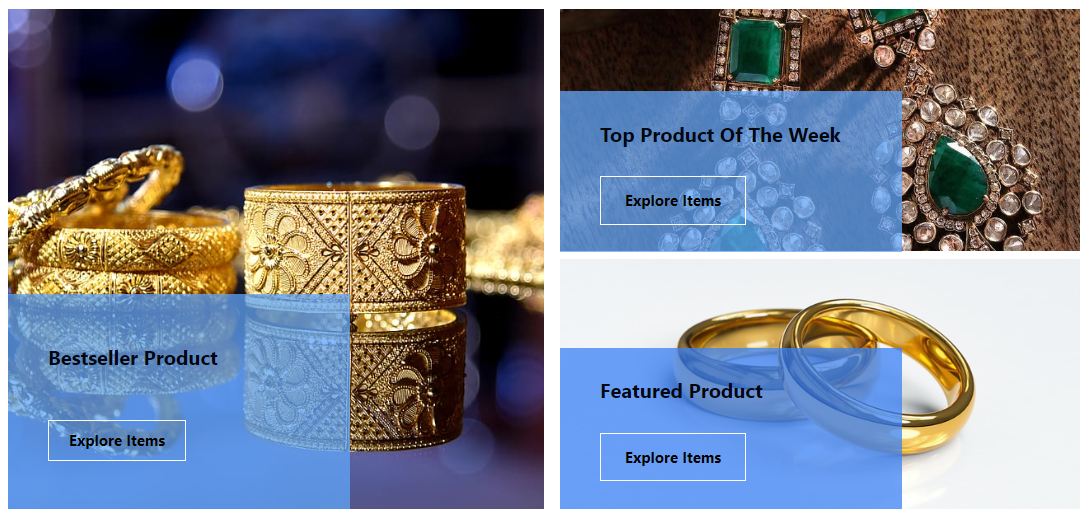 Bestseller Product
Explore Items
Top Product Of The Week
Explore Items
Featured Product
Explore Items